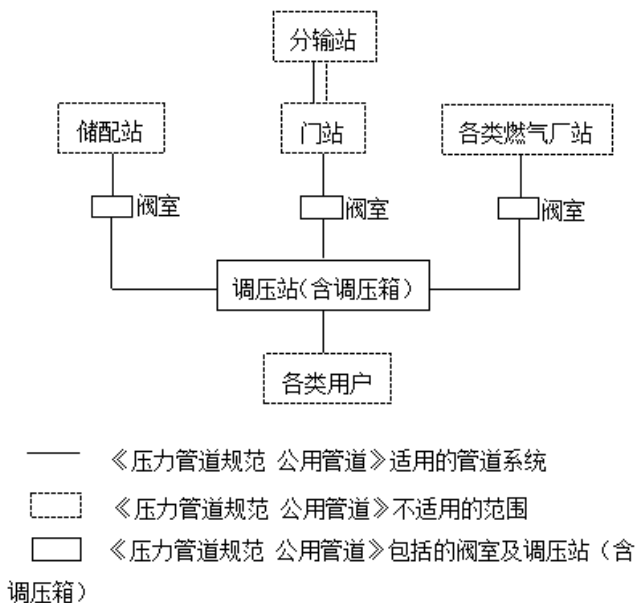 分输站
储配站
门站
各类燃气厂站
阀室
阀室
阀室
调压站(含调压箱)
各类用户
《压力管道规范 公用管道》适用的管道系统
《压力管道规范 公用管道》不适用的范围
《压力管道规范 公用管道》包括的阀室及调压站（含
调压箱）